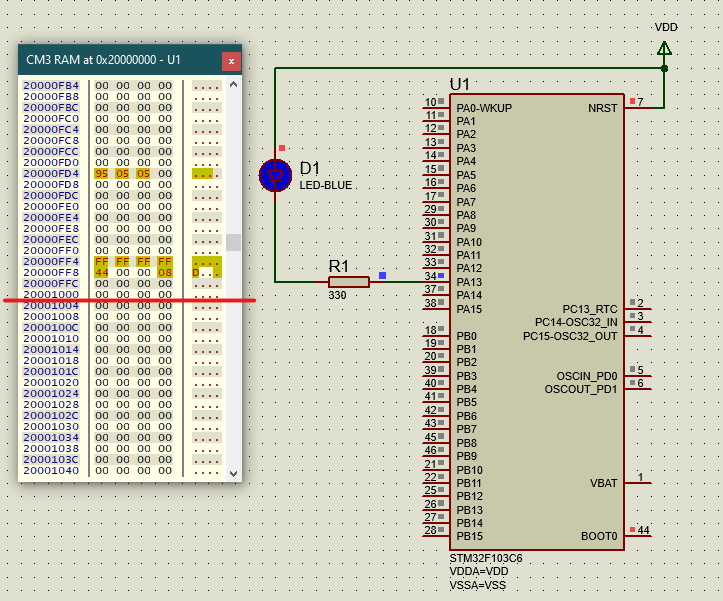 CM3 RAM at 0x20000000 - U1
x
20000FB4 00 00 00 00 ....
20000FB8 00 00 00 00 ....
20000FBC 00 00 00 00 ....
20000FC0 00 00 00 00 ....
20000FC4 00 00 00 00 ....
20000FC8 00 00 00 00 ....
20000FCC 00 00 00 00 ....
20000FD0 00 00 00 00 ....
20000FD4 95 05 05 00 ....
20000FD8 00 00 00 00 ....
20000FDC 00 00 00 00 ....
20000FE0 00 00 00 00 ....
20000FE4 00 00 00 00 ....
20000FE8 00 00 00 00 ....
20000FEC 00 00 00 00 ....
20000FF0 00 00 00 00 ....
20000FF4 FF FF FF FF ....
20000FF8 44 00 00 08 D...
20000FFC 00 00 00 00 ....
20001000 00 00 00 00 ....
20001004 00 00 00 00 ....
20001008 00 00 00 00 ....
2000100C 00 00 00 00 ....
20001010 00 00 00 00 ....
20001014 00 00 00 00 ....
20001018 00 00 00 00 ....
2000101C 00 00 00 00 ....
20001020 00 00 00 00 ....
20001024 00 00 00 00 ....
20001028 00 00 00 00 ....
2000102C 00 00 00 00 ....
20001030 00 00 00 00 ....
20001034 00 00 00 00 ....
20001038 00 00 00 00 ....
2000103C 00 00 00 00 ....
20001040 00 00 00 00 ....
VDD
D1
LED-BLUE
R1
330
U1
10 PA0-WKUP
11 PA1
12 PA2
13 PA3
14 PA4
15 PA5
16 PA6
17 PA7
29 PA8
30 PA9
31 PA10
32 PA11
33 PA12
34 PA13
37 PA14
38 PA15
18 PB0
19 PB1
20 PB2
39 PB3
40 PB4
41 PB5
42 PB6
43 PB7
45 PB8
46 PB9
21 PB10
22 PB11
25 PB12
26 PB13
27 PB14
28 PB15
NRST 7
PC13_RTC 2
PC14-OSC32_IN 3
PC15-OSC32_OUT 4
OSCIN_PD0 5
OSCOUT_PD1 6
VBAT 1
BOOT0 44
STM32F103C6
VDDA=VDD
VSSA=VSS